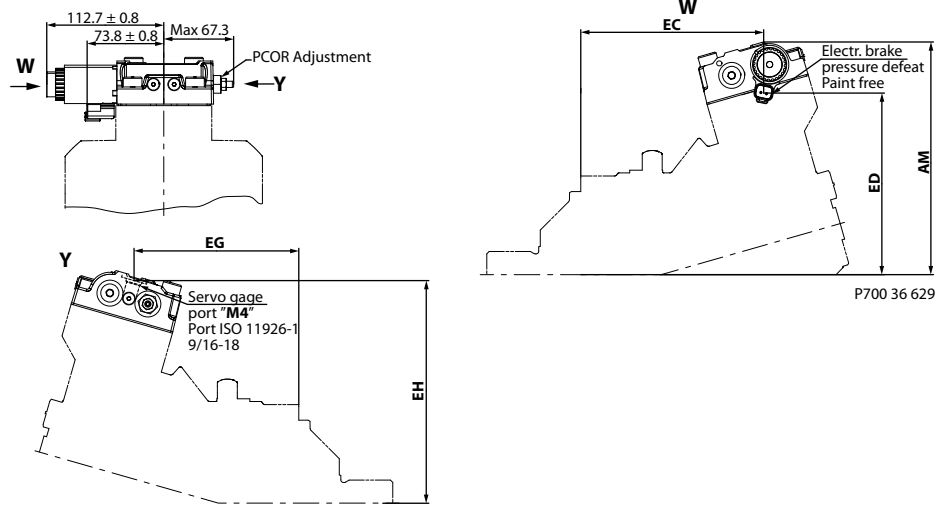 112.7 ± 0.8
73.8 ± 0.8
Max 67.3
PCOR Adjustment
W
Y
W
EC
Electr. brake
pressure defeat
Paint free
ED
AM
P700 36 629
Y
EG
Servo gage
port "M4"
Port ISO 11926-1
9/16-18
EH